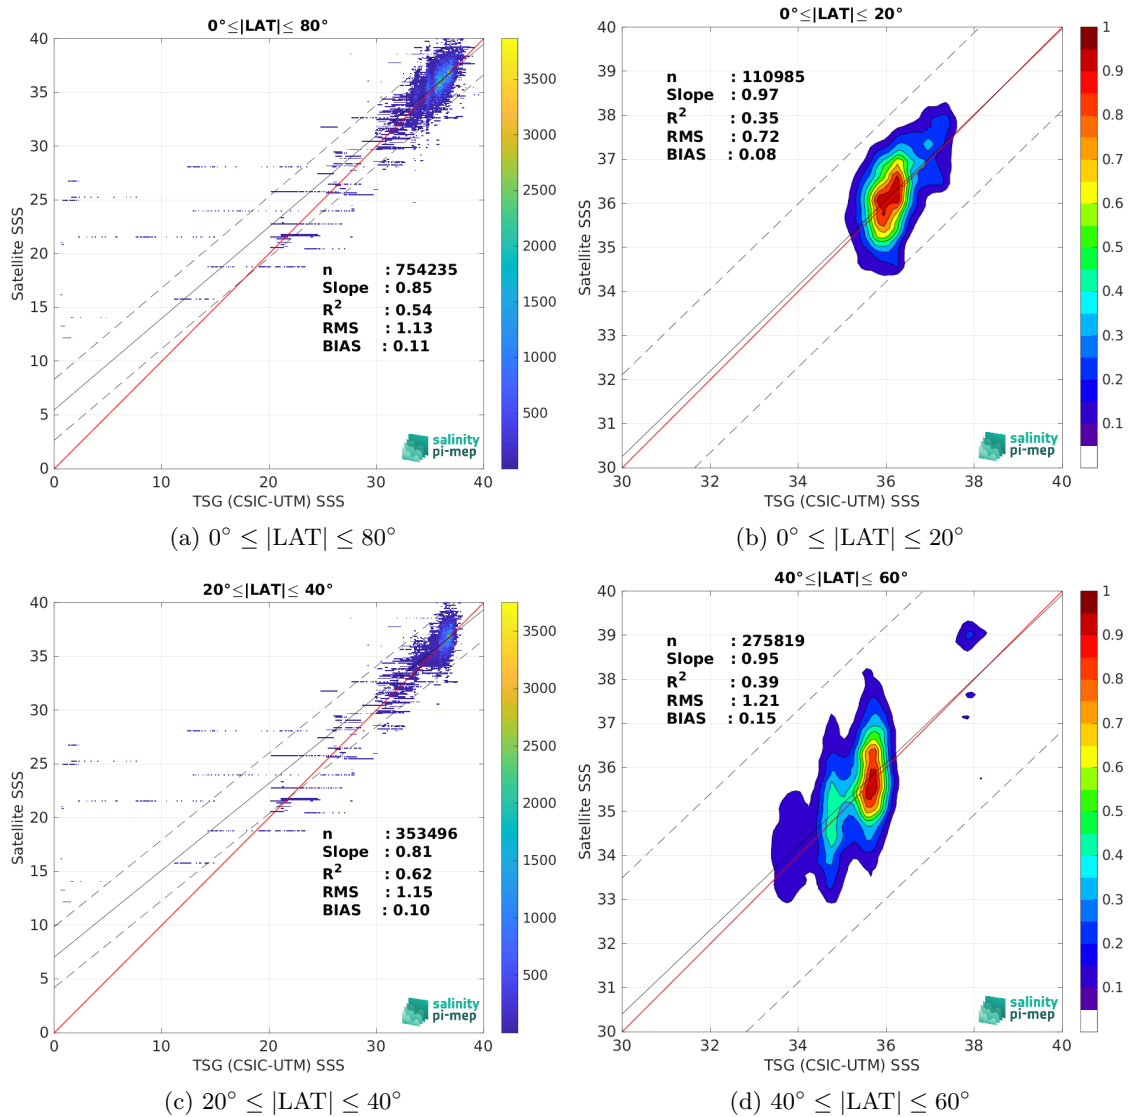 0°≤|LAT|≤ 80°
40
35
30
25
20
15
10
5
0
0
10
20
30
40
Satellite SSS
TSG (CSIC-UTM) SSS
n : 754235
Slope : 0.85
R² : 0.54
RMS : 1.13
BIAS : 0.11
salinity
pi-mep
3500
3000
2500
2000
1500
1000
500
(a) 0° ≤ |LAT| ≤ 80°
0°≤|LAT|≤ 20°
40
39
38
37
36
35
34
33
32
31
30
30
32
34
36
38
40
Satellite SSS
TSG (CSIC-UTM) SSS
n : 110985
Slope : 0.97
R² : 0.35
RMS : 0.72
BIAS : 0.08
salinity
pi-mep
1
0.9
0.8
0.7
0.6
0.5
0.4
0.3
0.2
0.1
(b) 0° ≤ |LAT| ≤ 20°
20°≤|LAT|≤ 40°
40
35
30
25
20
15
10
5
0
0
10
20
30
40
Satellite SSS
TSG (CSIC-UTM) SSS
n : 353496
Slope : 0.81
R² : 0.62
RMS : 1.15
BIAS : 0.10
salinity
pi-mep
3500
3000
2500
2000
1500
1000
500
(c) 20° ≤ |LAT| ≤ 40°
40°≤|LAT|≤ 60°
40
39
38
37
36
35
34
33
32
31
30
30
32
34
36
38
40
Satellite SSS
TSG (CSIC-UTM) SSS
n : 275819
Slope : 0.95
R² : 0.39
RMS : 1.21
BIAS : 0.15
salinity
pi-mep
1
0.9
0.8
0.7
0.6
0.5
0.4
0.3
0.2
0.1
(d) 40° ≤ |LAT| ≤ 60°